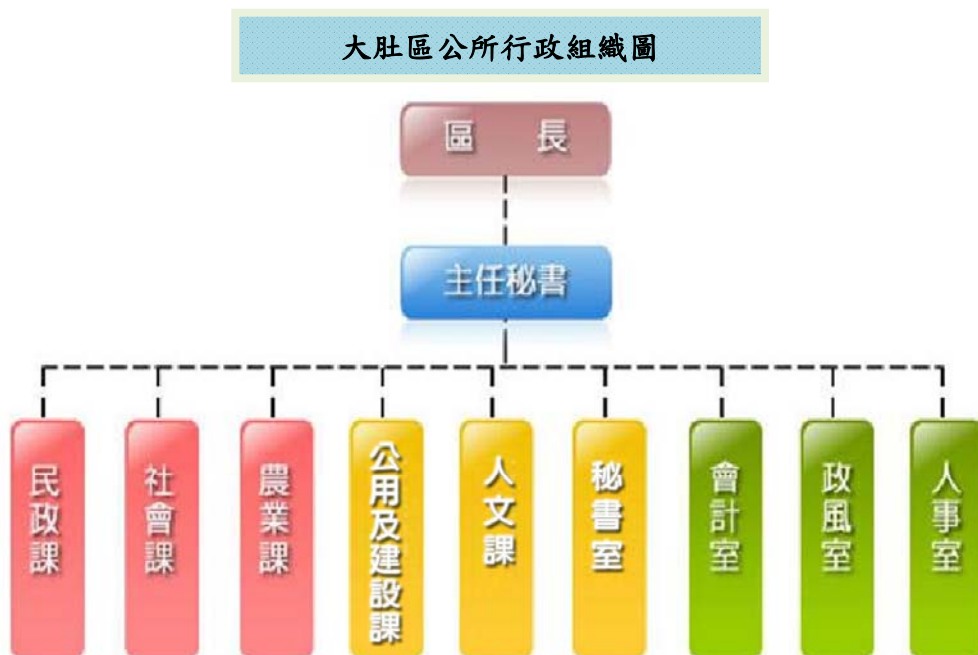 大肚區公所行政組織圖
區 長
主任秘書
民政課
社會課
農業課
公用及建設課
人文課
秘書室
會計室
政風室
人事室